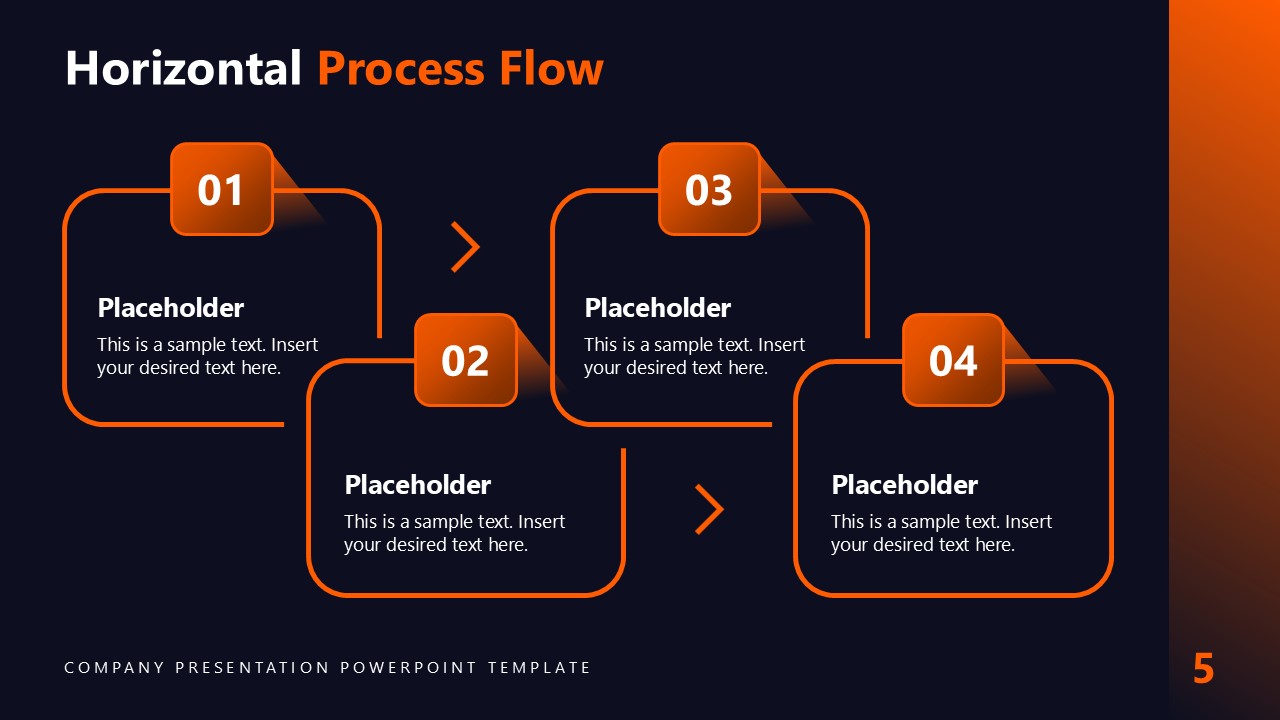 Horizontal Process Flow
01
Placeholder
This is a sample text. Insert
your desired text here.
02
Placeholder
This is a sample text. Insert
your desired text here.
03
Placeholder
This is a sample text. Insert
your desired text here.
04
Placeholder
This is a sample text. Insert
your desired text here.
COMPANY PRESENTATION POWERPOINT TEMPLATE
5